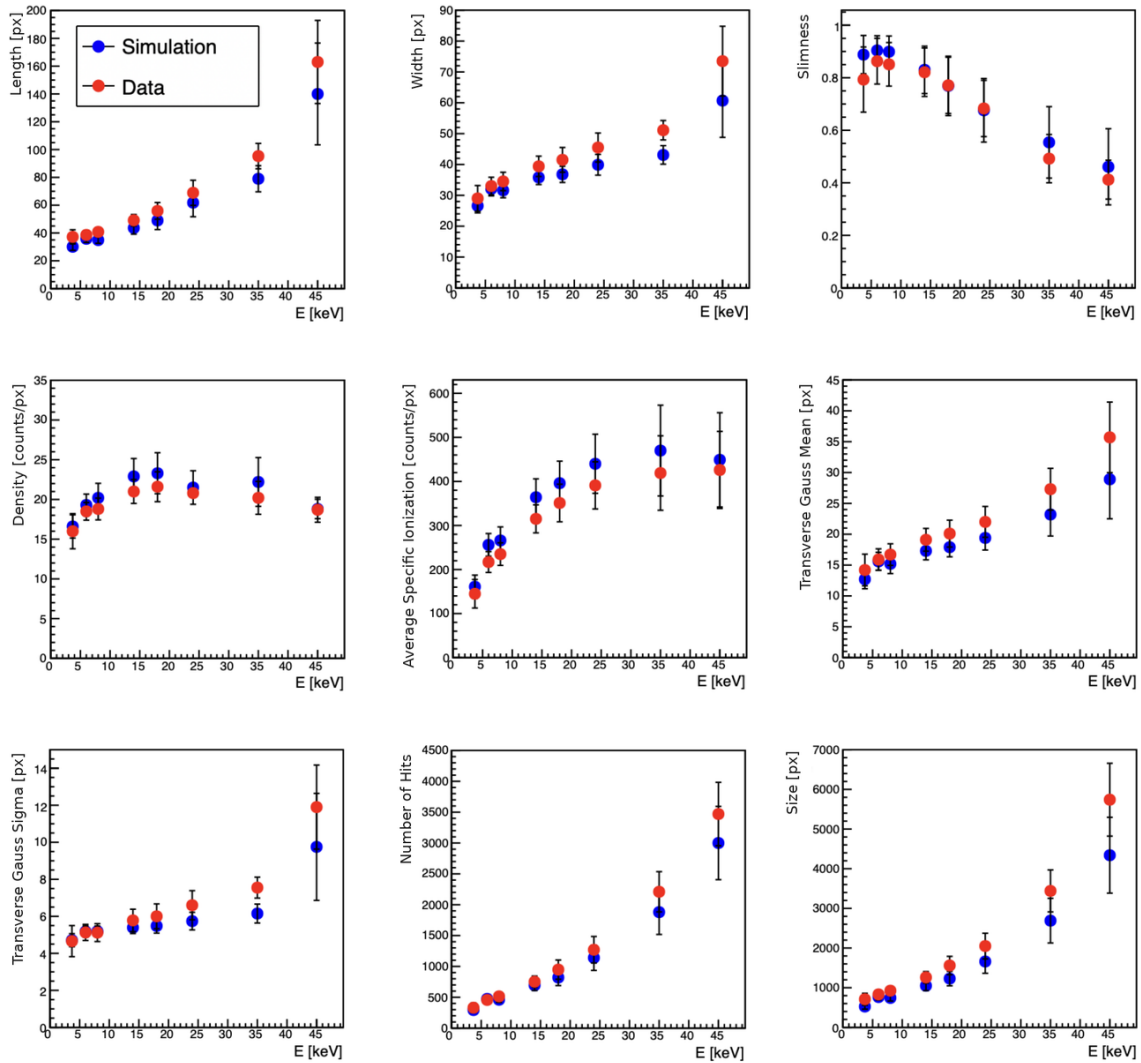 Length [px]
200
180
160
140
120
100
80
60
40
20
0
Simulation
Data
0 5 10 15 20 25 30 35 40 45
E [keV]
Width [px]
90
80
70
60
50
40
30
20
10
0
0 5 10 15 20 25 30 35 40 45
E [keV]
Slimness
1
0.8
0.6
0.4
0.2
0
0 5 10 15 20 25 30 35 40 45
E [keV]
Density [counts/px]
35
30
25
20
15
10
5
0
0 5 10 15 20 25 30 35 40 45
E [keV]
Average Specific Ionization [counts/px]
600
500
400
300
200
100
0
0 5 10 15 20 25 30 35 40 45
E [keV]
Transverse Gauss Mean [px]
45
40
35
30
25
20
15
10
5
0
0 5 10 15 20 25 30 35 40 45
E [keV]
Transverse Gauss Sigma [px]
14
12
10
8
6
4
2
0
0 5 10 15 20 25 30 35 40 45
E [keV]
Number of Hits
4500
4000
3500
3000
2500
2000
1500
1000
500
0
0 5 10 15 20 25 30 35 40 45
E [keV]
Size [px]
7000
6000
5000
4000
3000
2000
1000
0
0 5 10 15 20 25 30 35 40 45
E [keV]